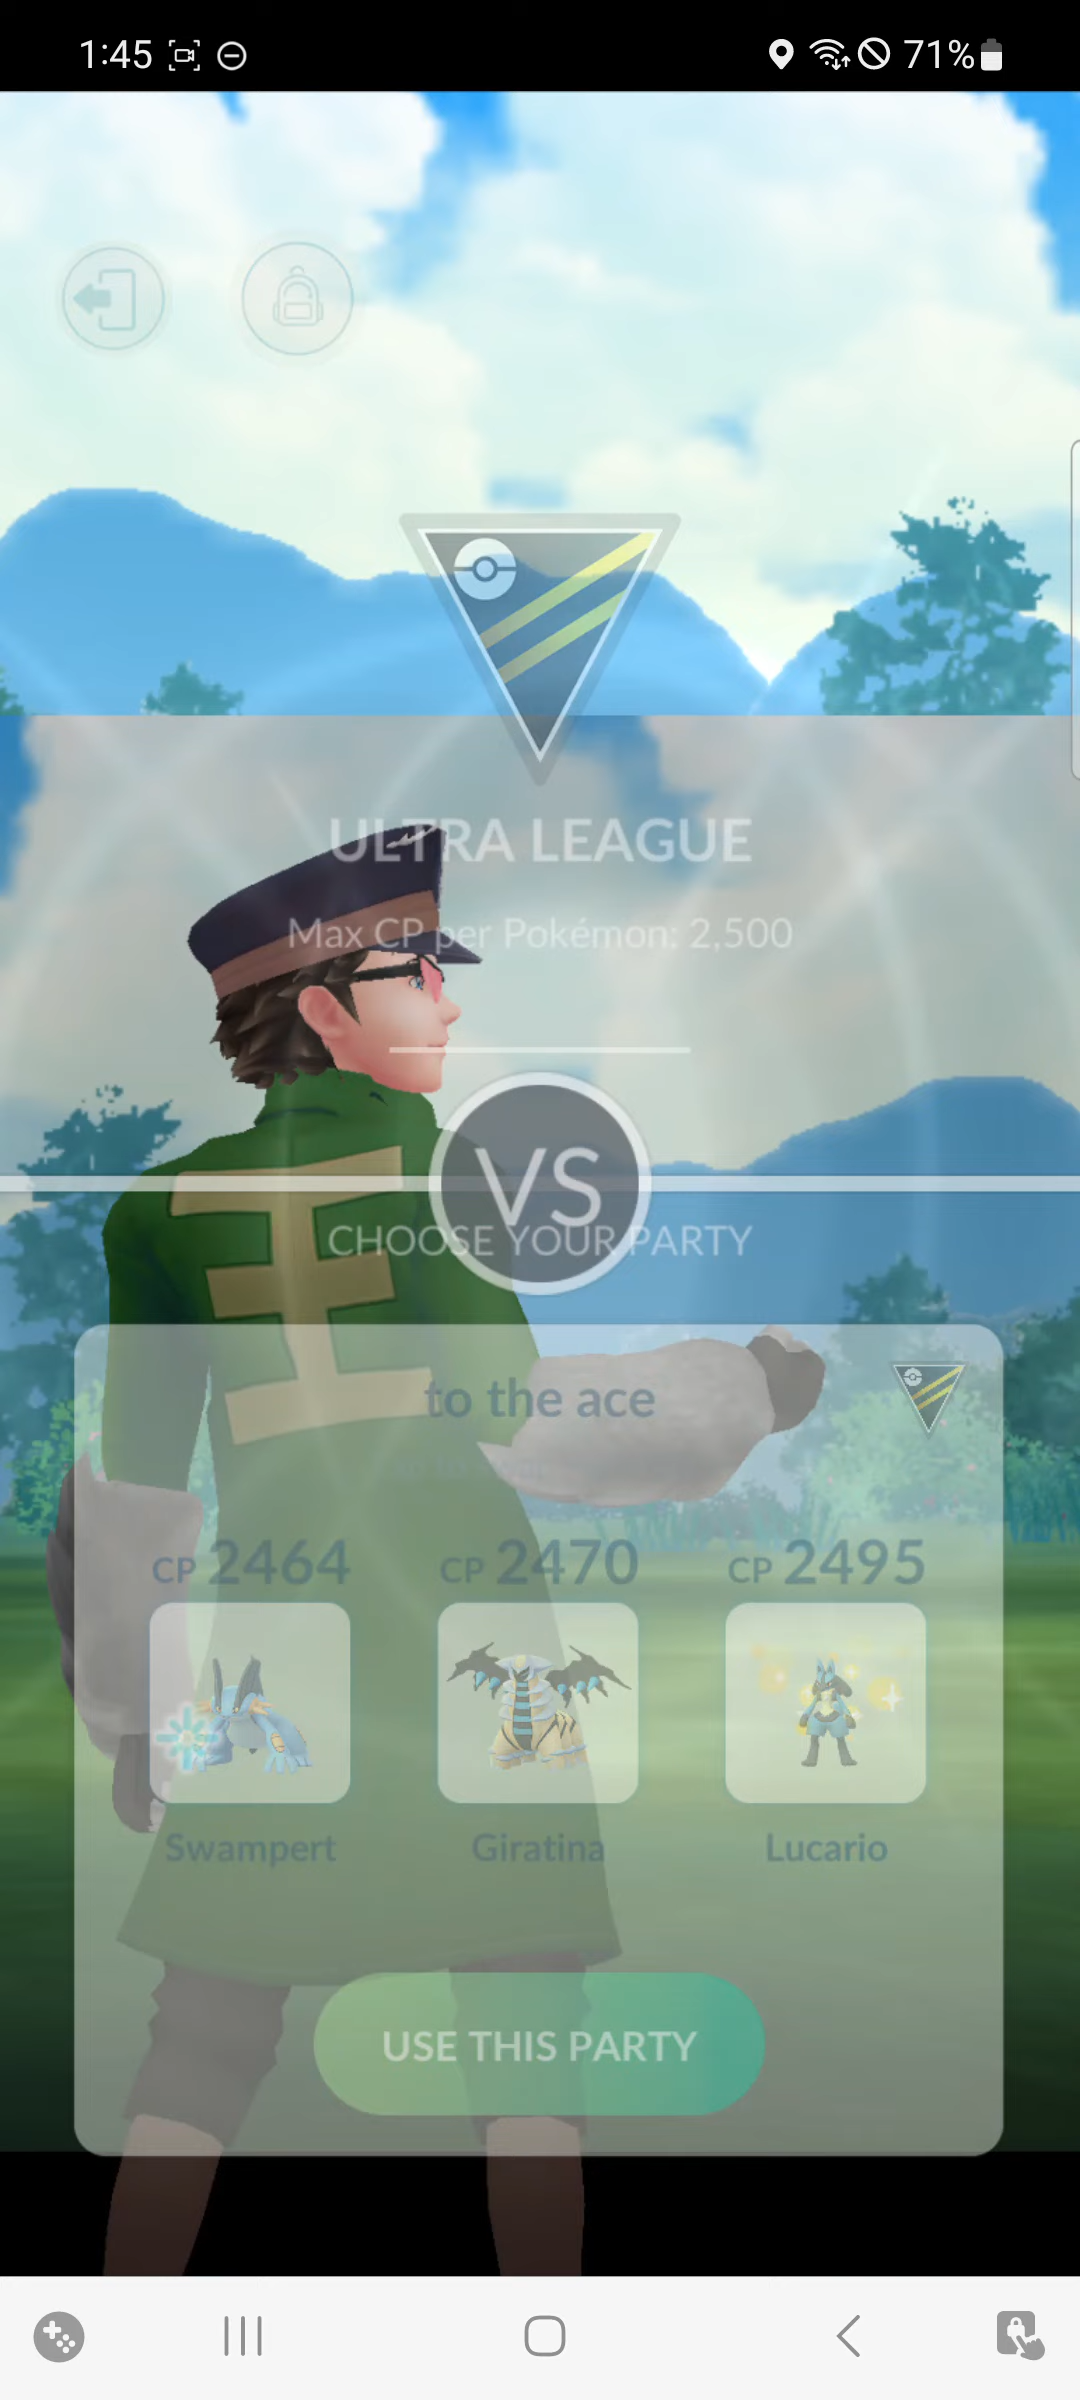 1:45
71%
ULTRA LEAGUE
Max CP per Pokémon: 2,500
VS
CHOOSE YOUR PARTY
to the ace
CP 2464 CP 2470 CP 2495
Swampert Giratina Lucario
USE THIS PARTY